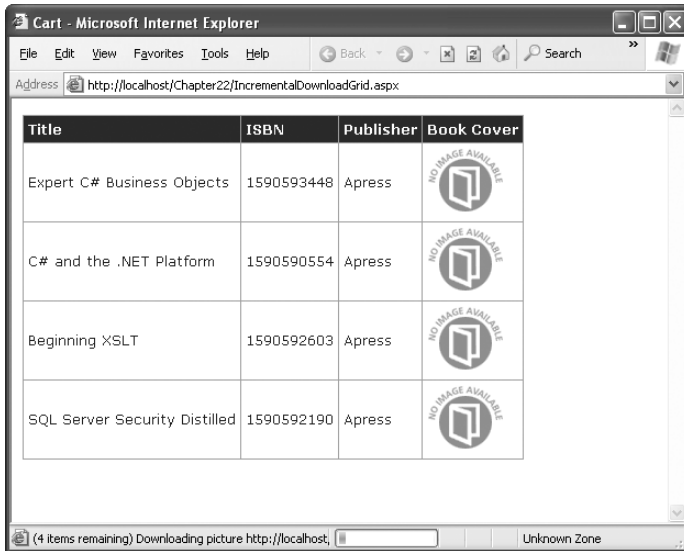 Cart - Microsoft Internet Explorer
File Edit View Favorites Tools Help Back Search »
Address http://localhost/Chapter22/IncrementalDownloadGrid.aspx
Title ISBN Publisher Book Cover
NO IMAGE AVAILABLE
Expert C# Business Objects 1590593448 Apress
NO IMAGE AVAILABLE
C# and the .NET Platform 1590590554 Apress
NO IMAGE AVAILABLE
Beginning XSLT 1590592603 Apress
NO IMAGE AVAILABLE
SQL Server Security Distilled 1590592190 Apress
(4 items remaining) Downloading picture http://localhost, Unknown Zone